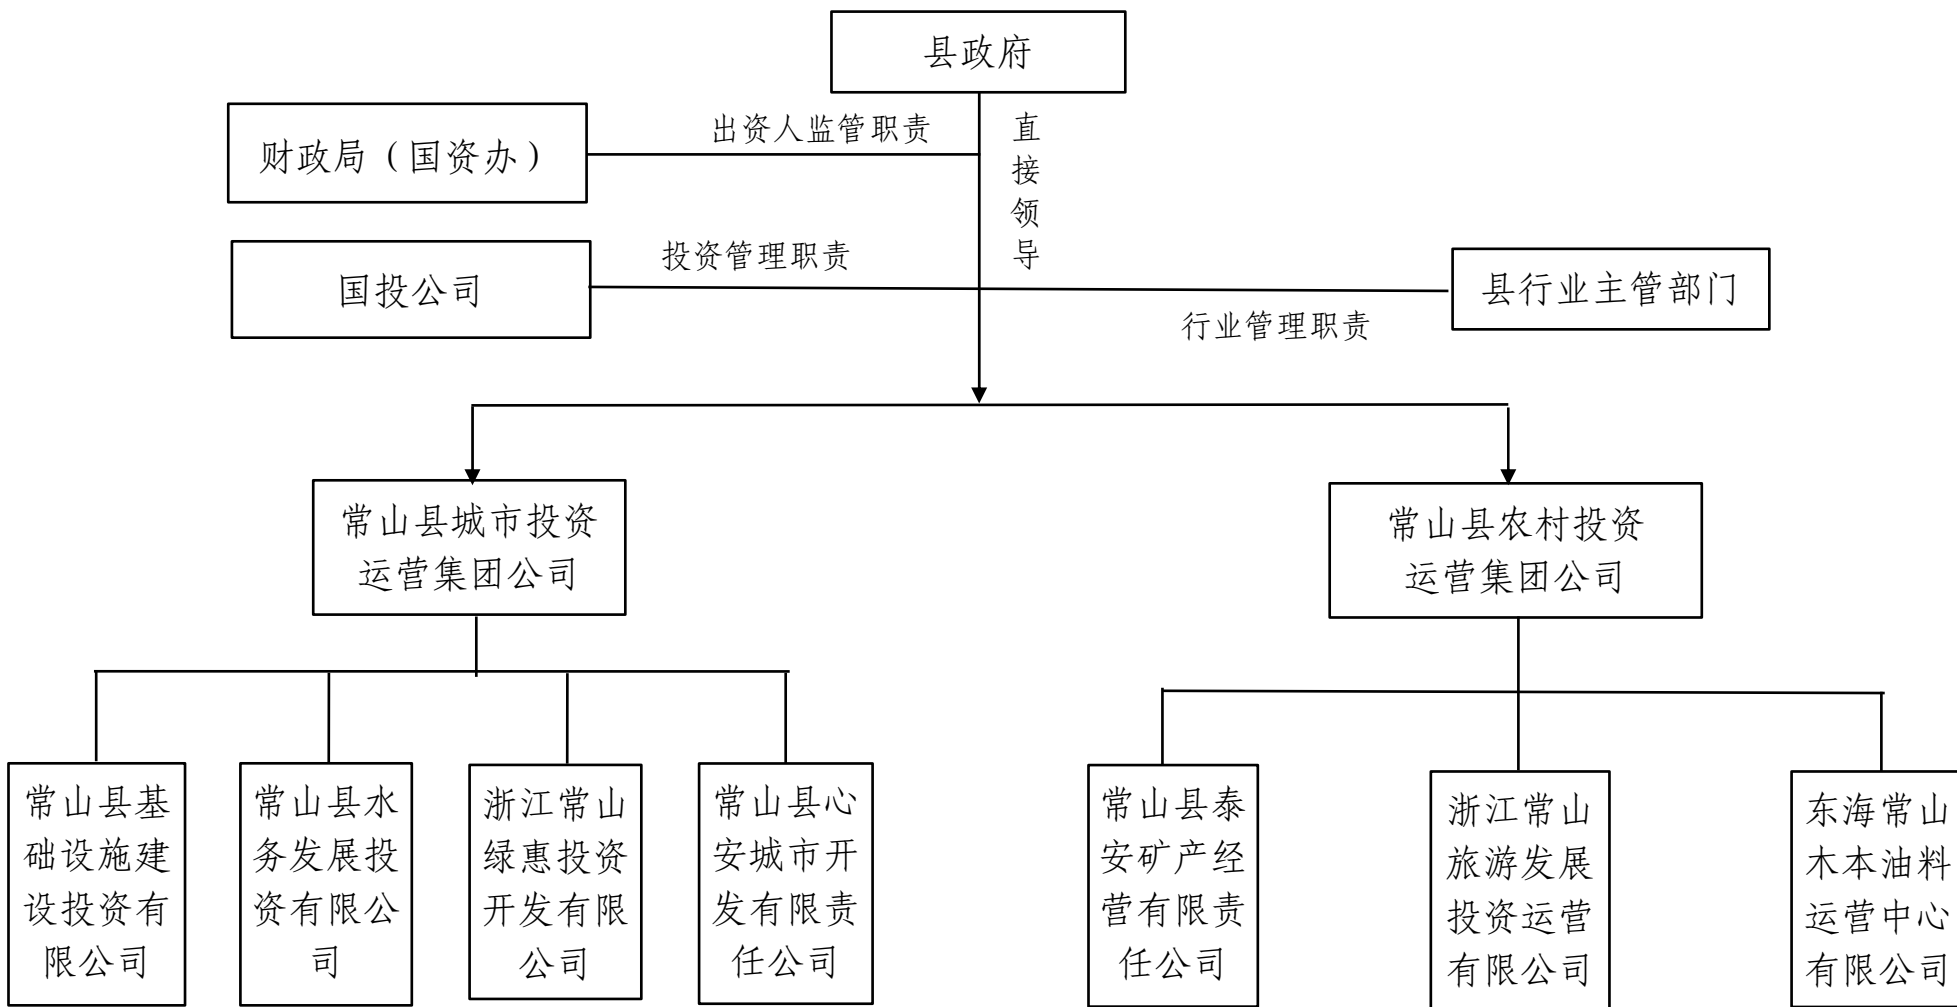 县政府
出资人监管职责
直接领导
财政局（国资办）
投资管理职责
国投公司
县行业主管部门
行业管理职责
常山县城市投资
运营集团公司
常山县农村投资
运营集团公司
常山县基
础设施建
设投资有
限公司
常山县水
务发展投
资有限公
司
浙江常山
绿惠投资
开发有限
公司
常山县心
安城市开
发有限责
任公司
常山县泰
安矿产经
营有限责
任公司
浙江常山
旅游发展
投资运营
有限公司
东海常山
木本油料
运营中心
有限公司